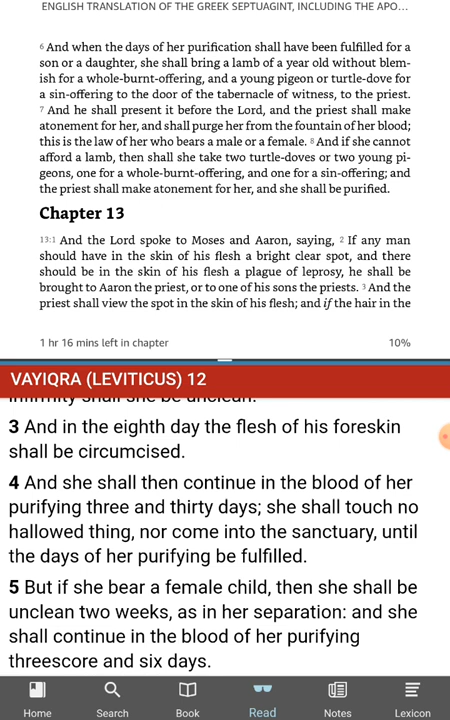 ENGLISH TRANSLATION OF THE GREEK SEPTUAGINT, INCLUDING THE APO...
6 And when the days of her purification shall have been fulfilled for a
son or a daughter, she shall bring a lamb of a year old without blem-
ish for a whole-burnt-offering, and a young pigeon or turtle-dove for
a sin-offering to the door of the tabernacle of witness, to the priest.
7 And he shall present it before the Lord, and the priest shall make
atonement for her, and shall purge her from the fountain of her blood;
this is the law of her who bears a male or a female. 8 And if she cannot
afford a lamb, then shall she take two turtle-doves or two young pi-
geons, one for a whole-burnt-offering, and one for a sin-offering; and
the priest shall make atonement for her, and she shall be purified.
Chapter 13
13:1 And the Lord spoke to Moses and Aaron, saying, 2 If any man
should have in the skin of his flesh a bright clear spot, and there
should be in the skin of his flesh a plague of leprosy, he shall be
brought to Aaron the priest, or to one of his sons the priests. 3 And the
priest shall view the spot in the skin of his flesh; and if the hair in the
1 hr 16 mins left in chapter 10%
VAYIQRA (LEVITICUS) 12
infirmity shall she be unclean.
3 And in the eighth day the flesh of his foreskin
shall be circumcised.
4 And she shall then continue in the blood of her
purifying three and thirty days; she shall touch no
hallowed thing, nor come into the sanctuary, until
the days of her purifying be fulfilled.
5 But if she bear a female child, then she shall be
unclean two weeks, as in her separation: and she
shall continue in the blood of her purifying
threescore and six days.
Home Search Book Read Notes Lexicon